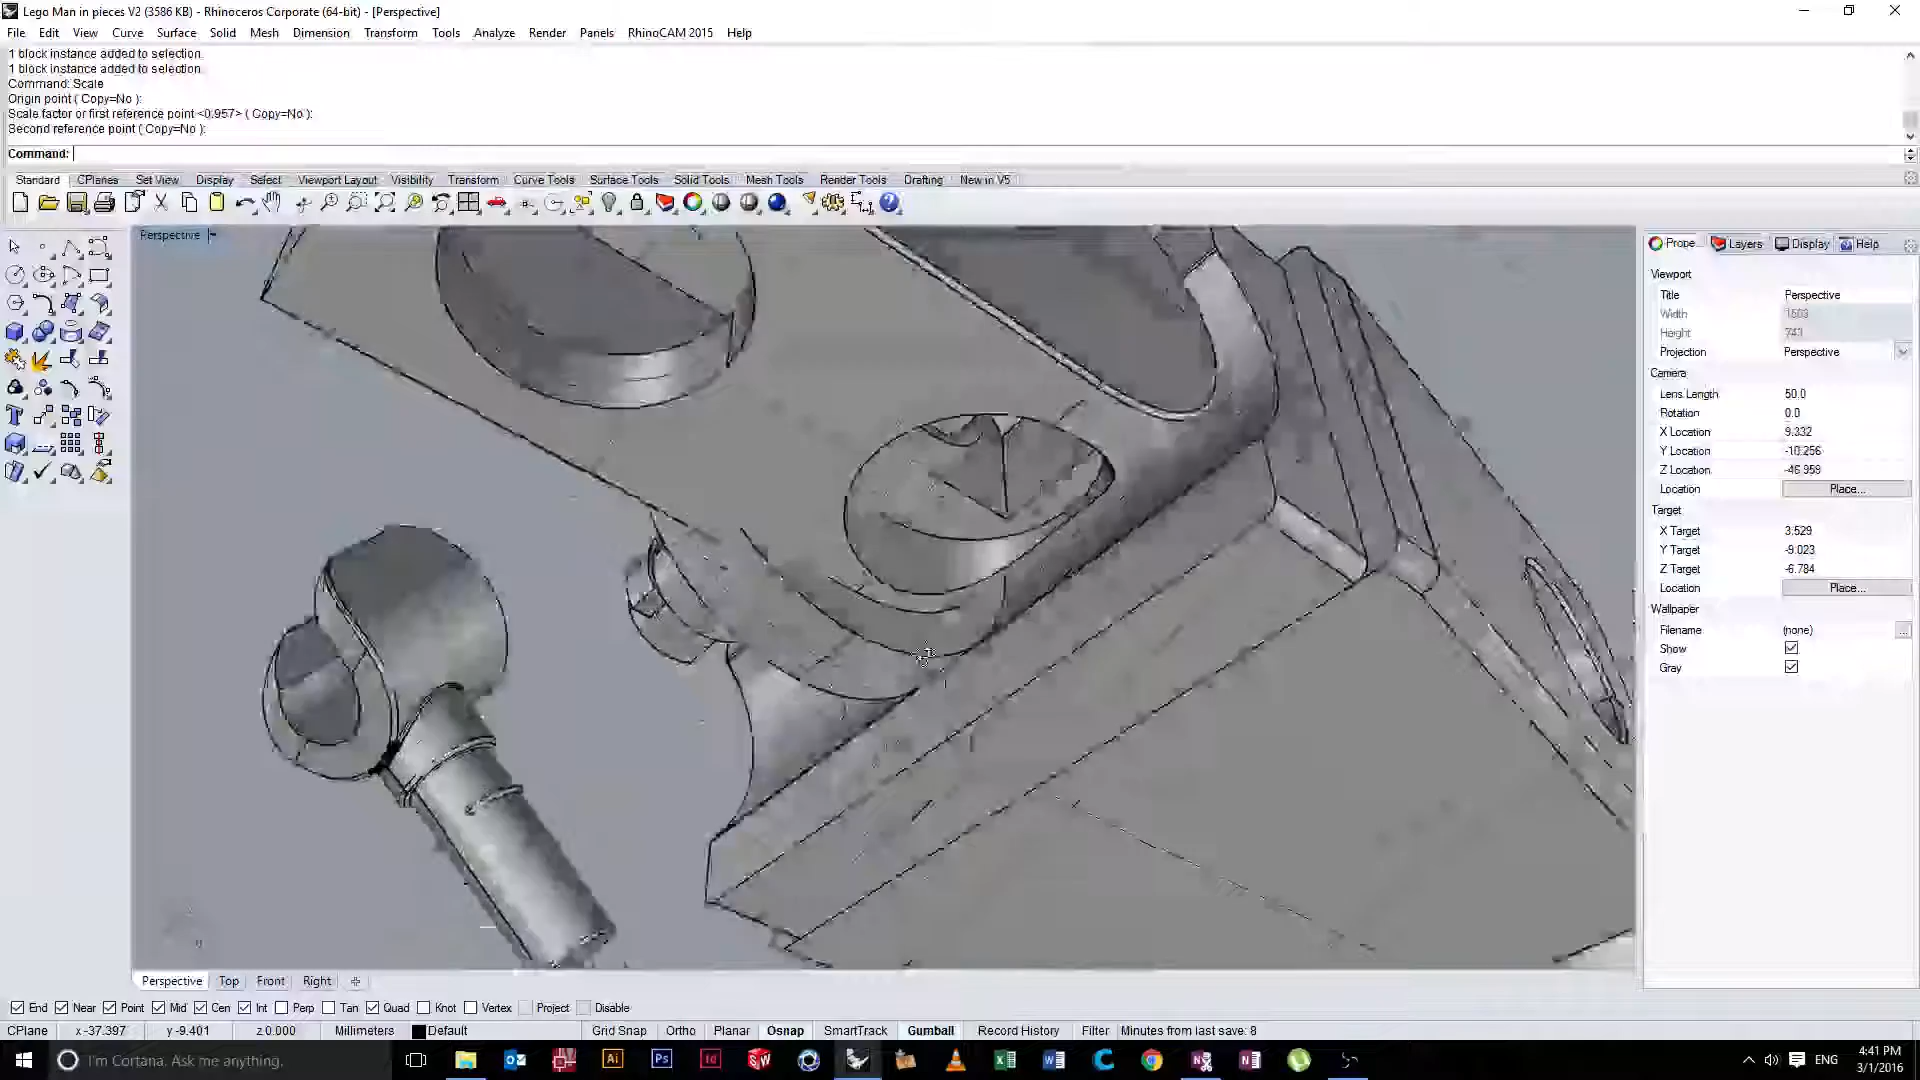 Lego Man in pieces V2 (3586 KB) - Rhinoceros Corporate (64-bit) - [Perspective]
File Edit View Curve Surface Solid Mesh Dimension Transform Tools Analyze Render Panels RhinoCAM 2015 Help
1 block instance added to selection.
1 block instance added to selection.
Command: Scale
Origin point ( Copy=No ):
Scale factor or first reference point <0.957> ( Copy=No ):
Second reference point ( Copy=No ):
Command:
Standard CPlanes Set View Display Select Viewport Layout Visibility Transform Curve Tools Surface Tools Solid Tools Mesh Tools Render Tools Drafting New in V5
Perspective
Prope... Layers Display Help
Viewport
Title Perspective
Width 1503
Height 743
Projection Perspective
Camera
Lens Length 50.0
Rotation 0.0
X Location 9.332
Y Location -10.256
Z Location -46.958
Location Place...
Target
X Target 3.529
Y Target -9.023
Z Target -6.784
Location Place...
Wallpaper
Filename (none) ...
Show
Gray
Perspective Top Front Right
End Near Point Mid Cen Int Perp Tan Quad Knot Vertex Project Disable
CPlane x -37.397 y -9.401 z 0.000 Millimeters Default Grid Snap Ortho Planar Osnap SmartTrack Gumball Record History Filter Minutes from last save: 8
I'm Cortana. Ask me anything.
Ai Ps Id SW
ENG
4:41 PM
3/1/2016